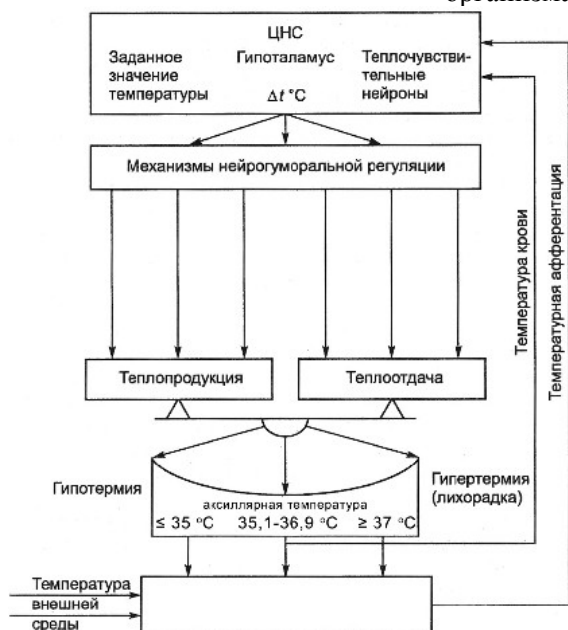 организма
ЦНС
Заданное
значение
температуры
Гипоталамус
Δt °C
Теплочувстви-
тельные
нейроны
Механизмы нейрогуморальной регуляции
Температура крови
Температурная афферентация
Теплопродукция
Теплоотдача
Гипотермия
Гипертермия
(лихорадка)
аксиллярная температура
≤ 35 °C 35,1-36,9 °C ≥ 37 °C
Температура
внешней
среды